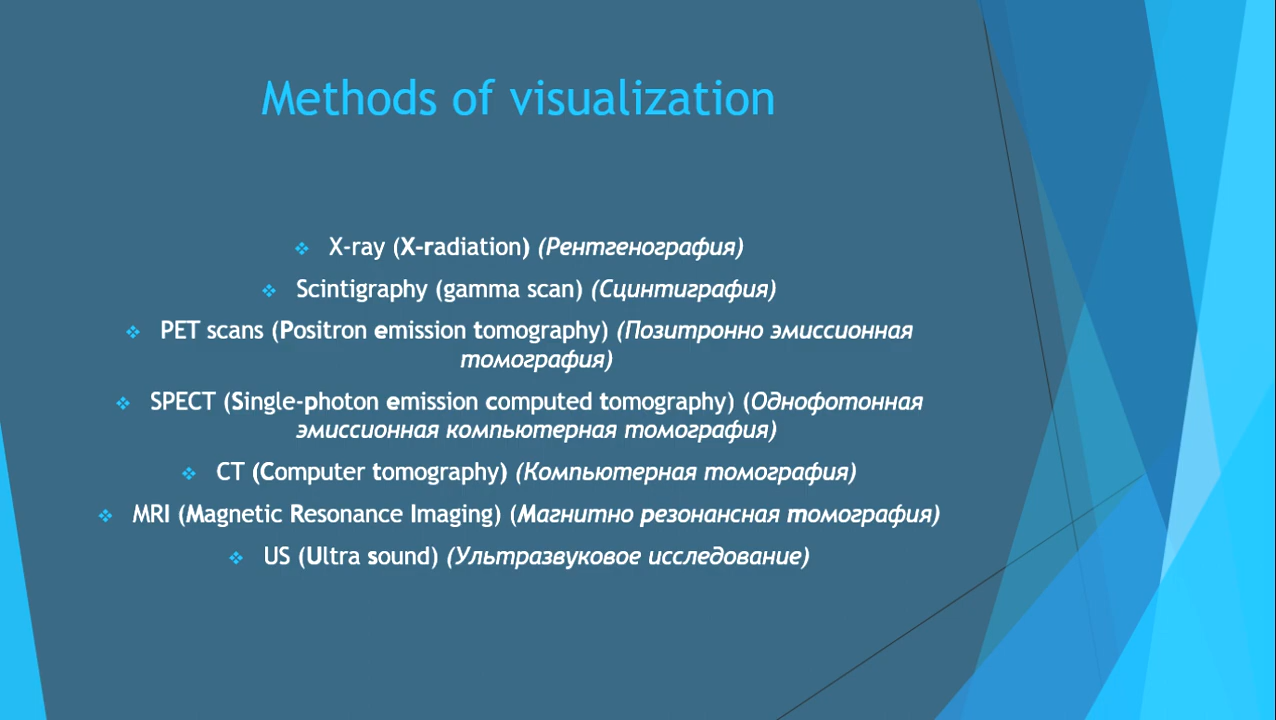 Methods of visualization
X-ray (X-radiation) (Рентгенография)
Scintigraphy (gamma scan) (Сцинтиграфия)
PET scans (Positron emission tomography) (Позитронно эмиссионная
томография)
SPECT (Single-photon emission computed tomography) (Однофотонная
эмиссионная компьютерная томография)
CT (Computer tomography) (Компьютерная томография)
MRI (Magnetic Resonance Imaging) (Магнитно резонансная томография)
US (Ultra sound) (Ультразвуковое исследование)